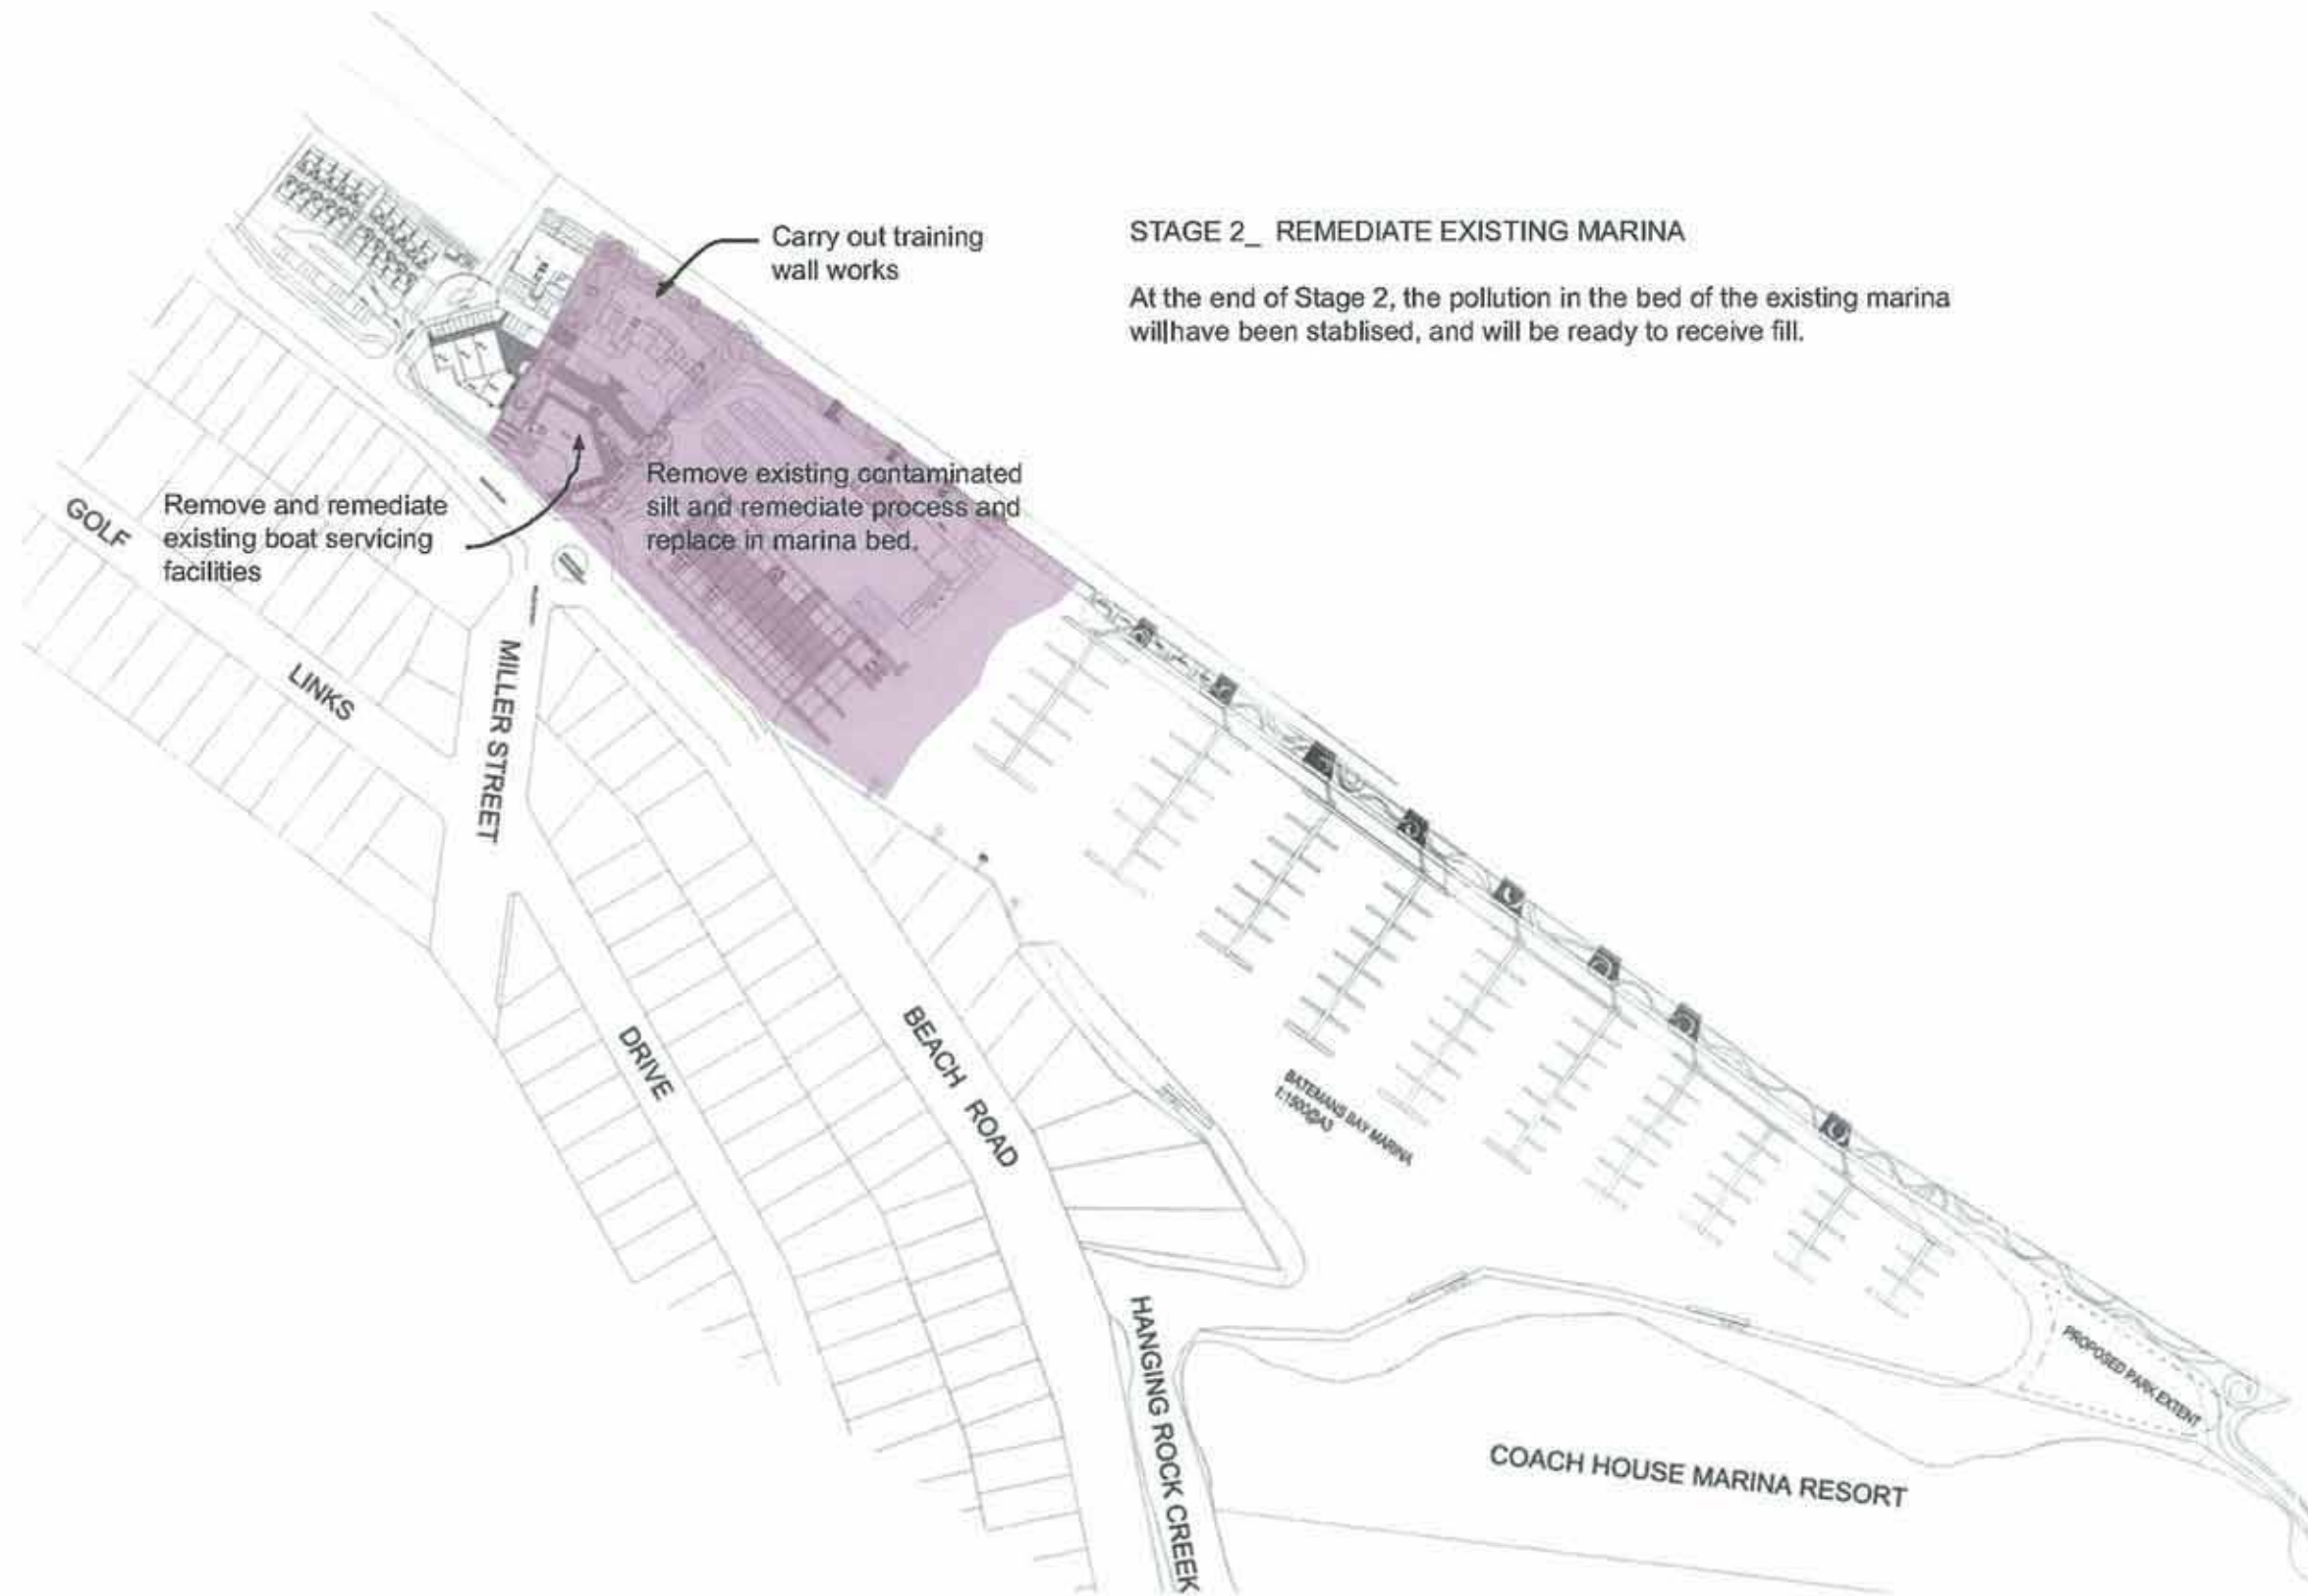 Carry out training
wall works
STAGE 2_ REMEDIATE EXISTING MARINA
At the end of Stage 2, the pollution in the bed of the existing marina
willhave been stablised, and will be ready to receive fill.
Remove existing contaminated
silt and remediate process and
replace in marina bed.
Remove and remediate
existing boat servicing
facilities
GOLF
LINKS
MILLER STREET
DRIVE
BEACH ROAD
BATEMANS BAY MARINA
1:1500@A3
HANGING ROCK CREEK
PROPOSED PARK EXTENT
COACH HOUSE MARINA RESORT